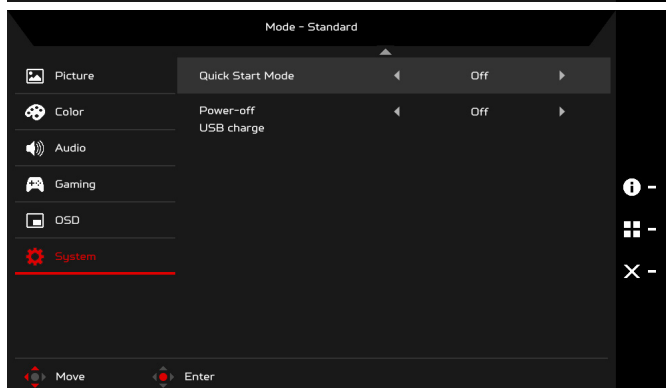 Mode - Standard
Picture
Quick Start Mode Off
Color
Power-off Off
USB charge
Audio
Gaming
OSD
System
Move Enter